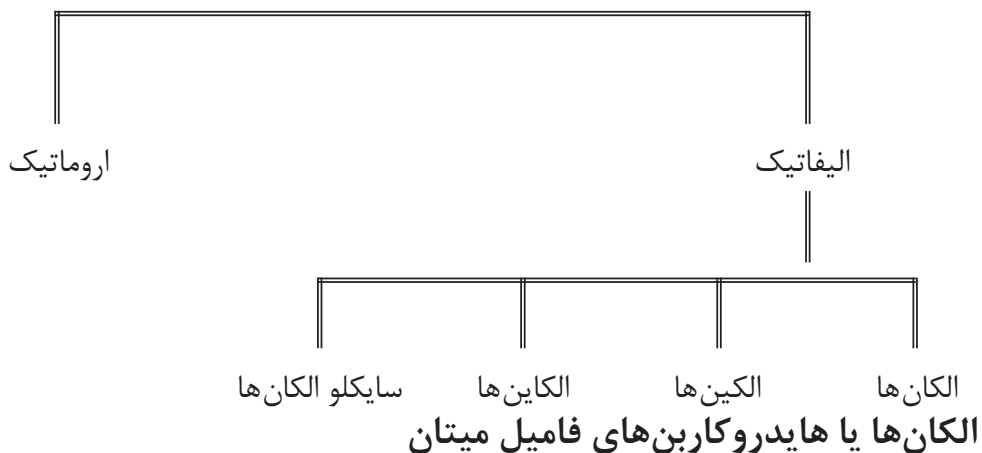 الیفاتیک اروماتیک
الکان‌ها الکین‌ها الکاین‌ها سایکلو الکان‌ها
الکان‌ها یا هایدروکاربن‌های فامیل میتان